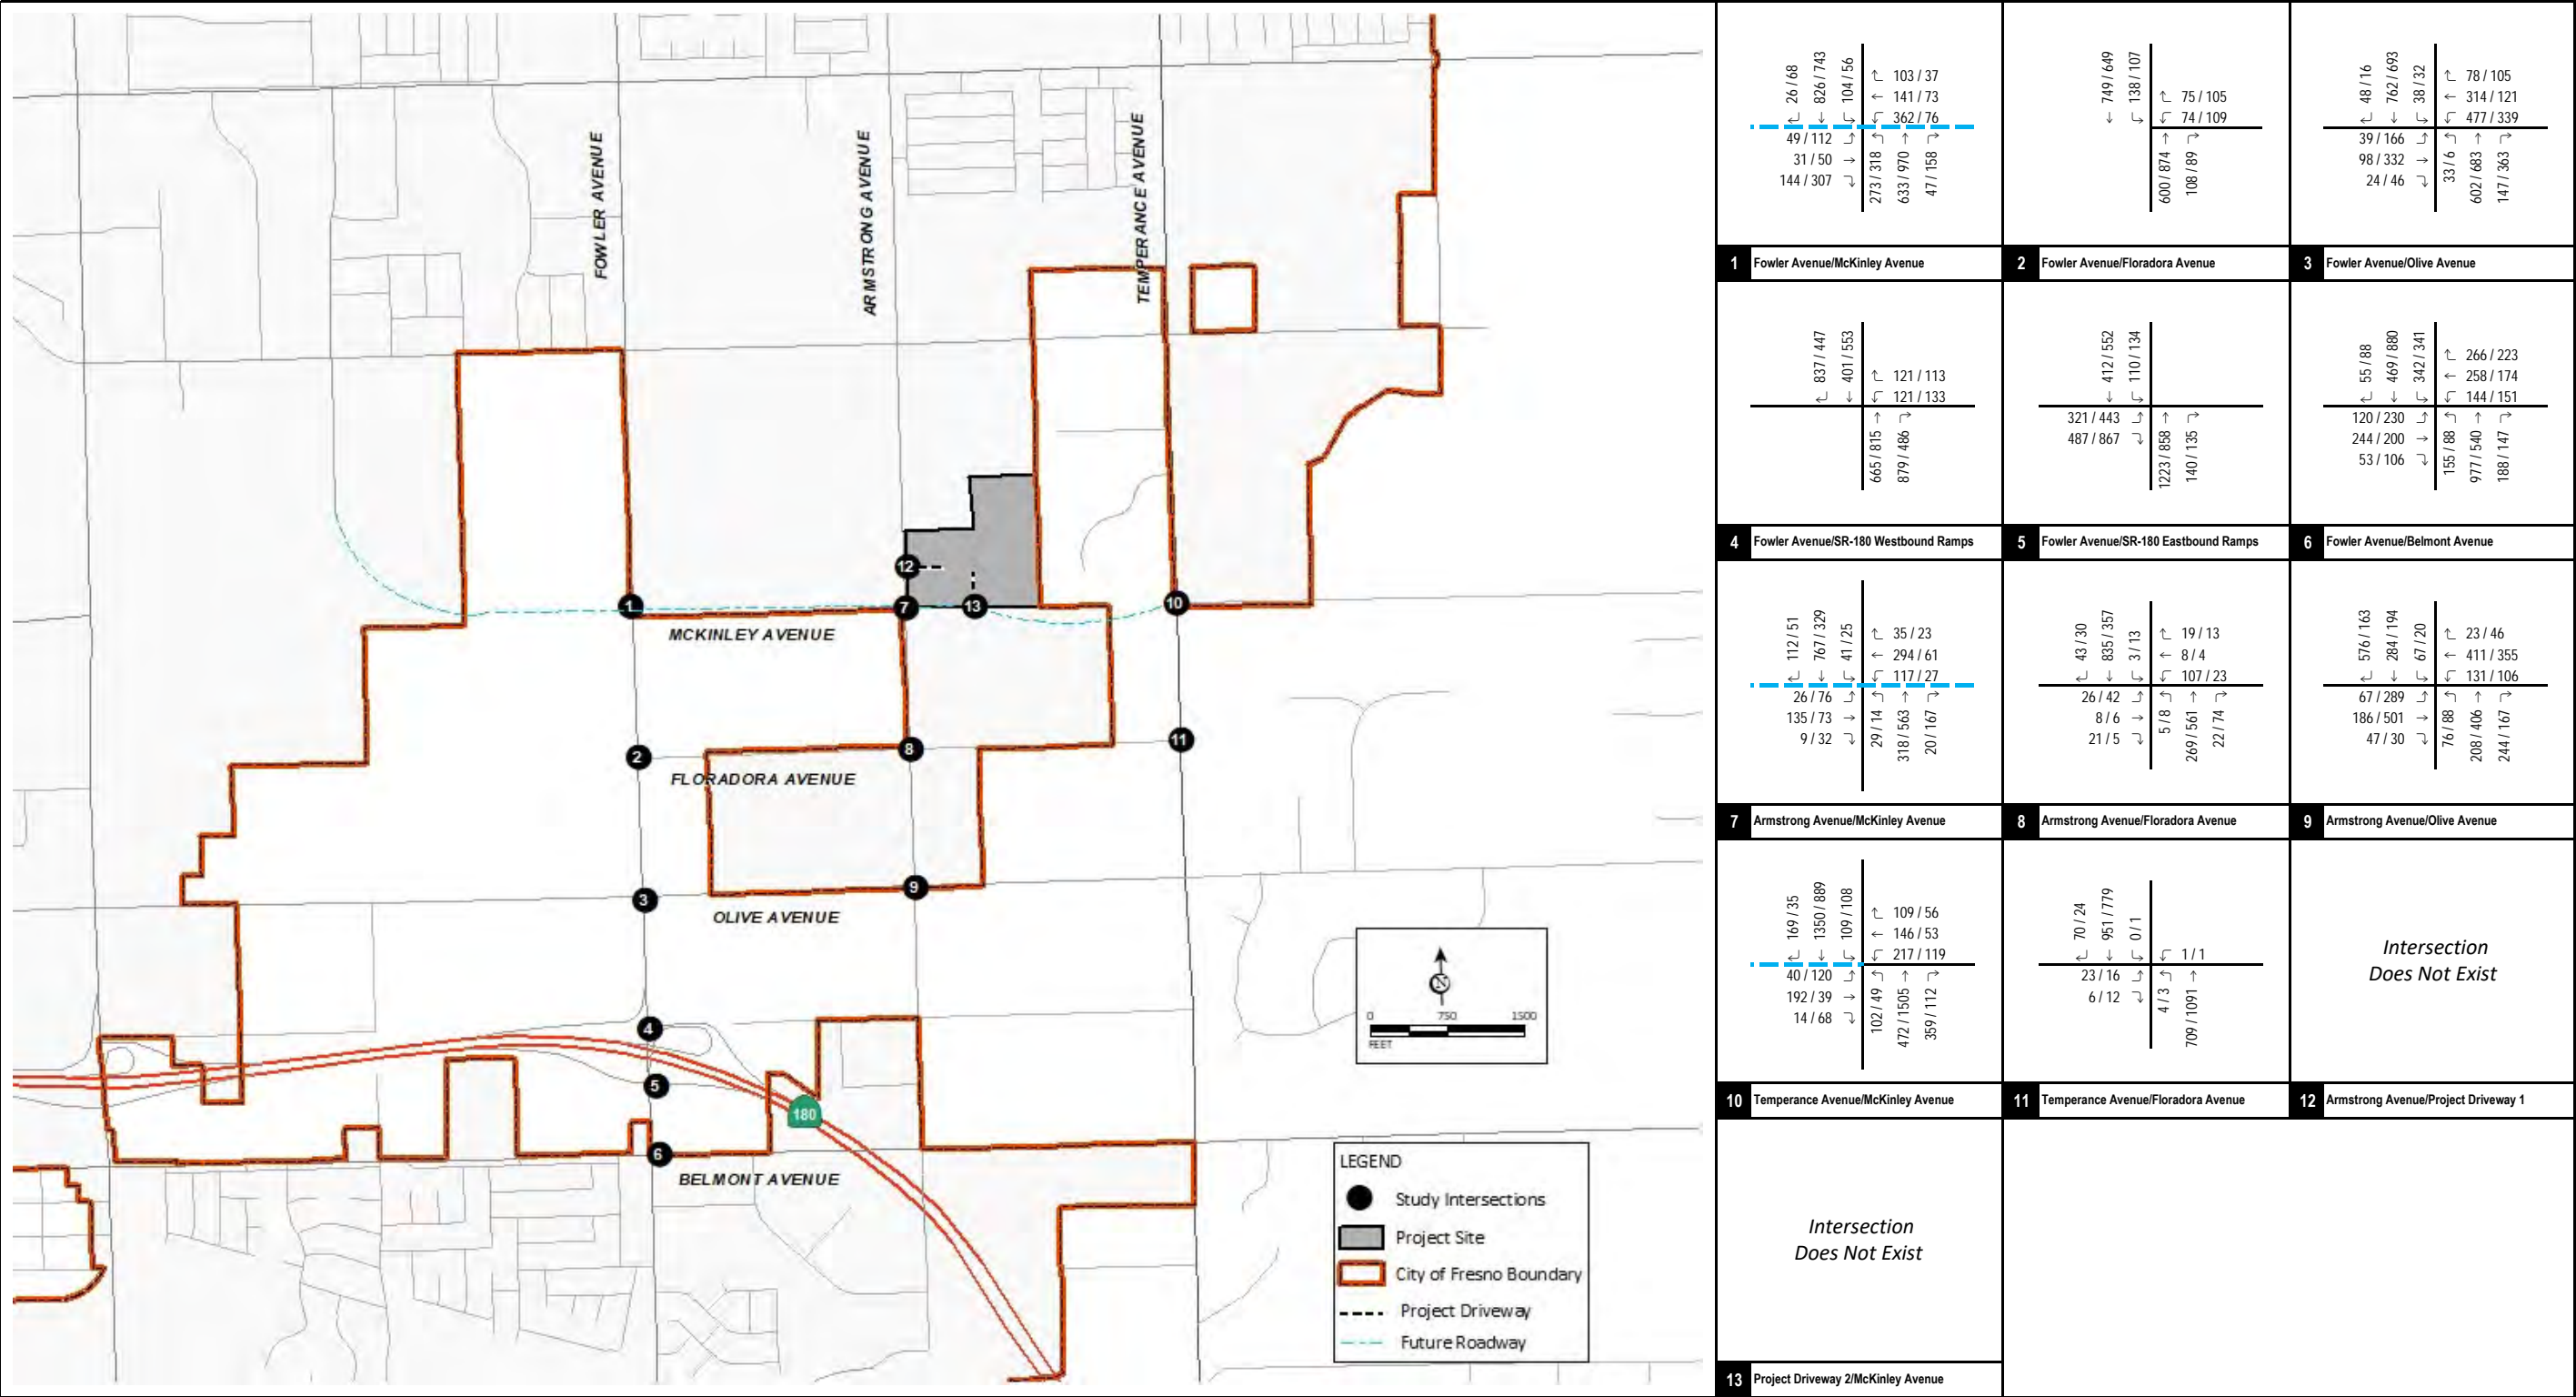 FOWLER AVENUE
ARMSTRONG AVENUE
TEMPERANCE AVENUE
12
1
7
13
10
MCKINLEY AVENUE
2
8
11
FLORADORA AVENUE
3
9
OLIVE AVENUE
N
0 750 1500
FEET
4
5
180
6
BELMONT AVENUE
LEGEND
Study Intersections
Project Site
City of Fresno Boundary
Project Driveway
Future Roadway
26 / 68
826 / 743
104 / 56
103 / 37
141 / 73
362 / 76
49 / 112
31 / 50
144 / 307
273 / 318
633 / 970
47 / 158
1 Fowler Avenue/McKinley Avenue
749 / 649
138 / 107
75 / 105
74 / 109
600 / 874
108 / 89
2 Fowler Avenue/Floradora Avenue
48 / 16
762 / 693
38 / 32
78 / 105
314 / 121
477 / 339
39 / 166
98 / 332
24 / 46
33 / 6
602 / 683
147 / 363
3 Fowler Avenue/Olive Avenue
837 / 447
401 / 553
121 / 113
121 / 133
665 / 815
879 / 486
4 Fowler Avenue/SR-180 Westbound Ramps
412 / 552
110 / 134
321 / 443
487 / 867
1223 / 858
140 / 135
5 Fowler Avenue/SR-180 Eastbound Ramps
55 / 88
469 / 880
342 / 341
266 / 223
258 / 174
144 / 151
120 / 230
244 / 200
53 / 106
155 / 88
977 / 540
188 / 147
6 Fowler Avenue/Belmont Avenue
112 / 51
767 / 329
41 / 25
35 / 23
294 / 61
117 / 27
26 / 76
135 / 73
9 / 32
29 / 14
318 / 563
20 / 167
7 Armstrong Avenue/McKinley Avenue
43 / 30
835 / 357
3 / 13
19 / 13
8 / 4
107 / 23
26 / 42
8 / 6
21 / 5
5 / 8
269 / 561
22 / 74
8 Armstrong Avenue/Floradora Avenue
576 / 163
284 / 194
67 / 20
23 / 46
411 / 355
131 / 106
67 / 289
186 / 501
47 / 30
76 / 88
208 / 406
244 / 167
9 Armstrong Avenue/Olive Avenue
169 / 35
1350 / 889
109 / 108
109 / 56
146 / 53
217 / 119
40 / 120
192 / 39
14 / 68
102 / 49
472 / 1505
359 / 112
10 Temperance Avenue/McKinley Avenue
70 / 24
951 / 779
0 / 1
1 / 1
23 / 16
6 / 12
4 / 3
709 / 1091
11 Temperance Avenue/Floradora Avenue
Intersection
Does Not Exist
12 Armstrong Avenue/Project Driveway 1
Intersection
Does Not Exist
13 Project Driveway 2/McKinley Avenue